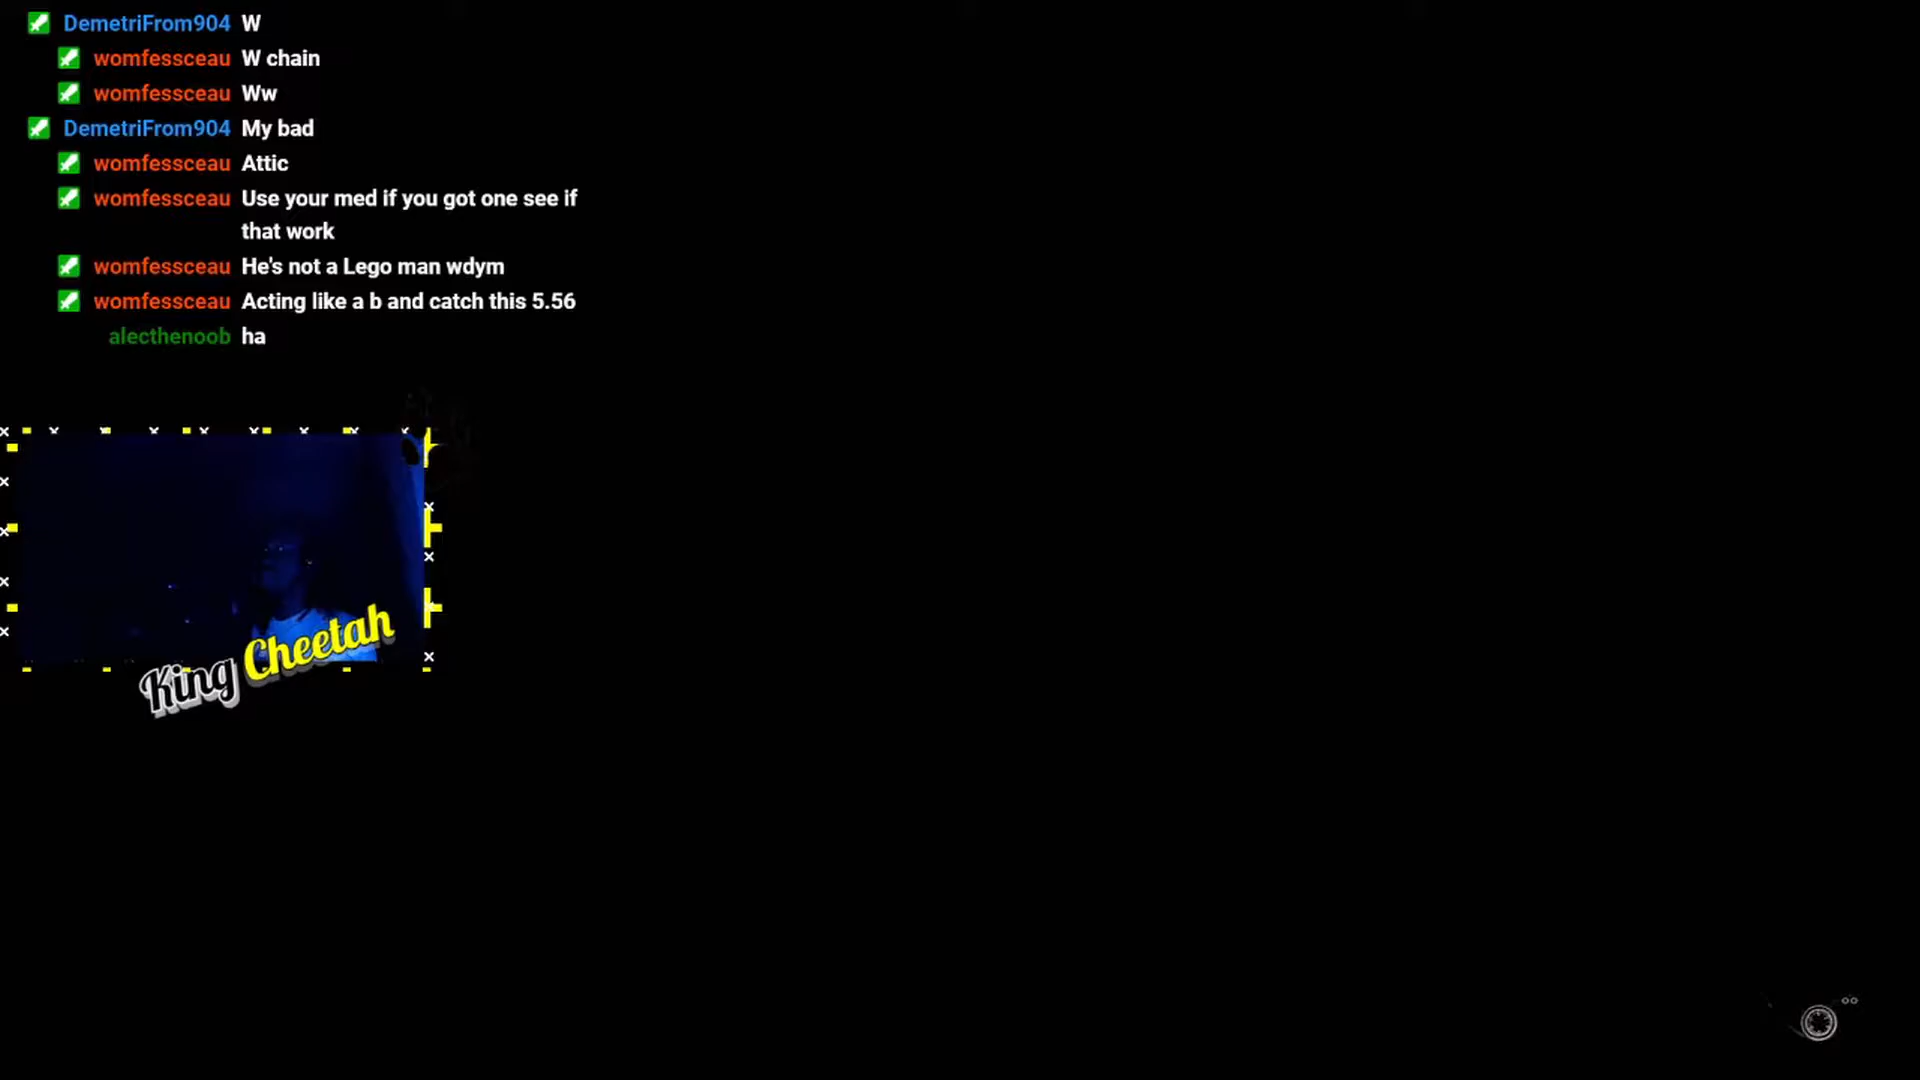 DemetriFrom904 W
womfessceau W chain
womfessceau Ww
DemetriFrom904 My bad
womfessceau Attic
womfessceau Use your med if you got one see if
that work
womfessceau He's not a Lego man wdym
womfessceau Acting like a b and catch this 5.56
alecthenoob ha
King Cheetah